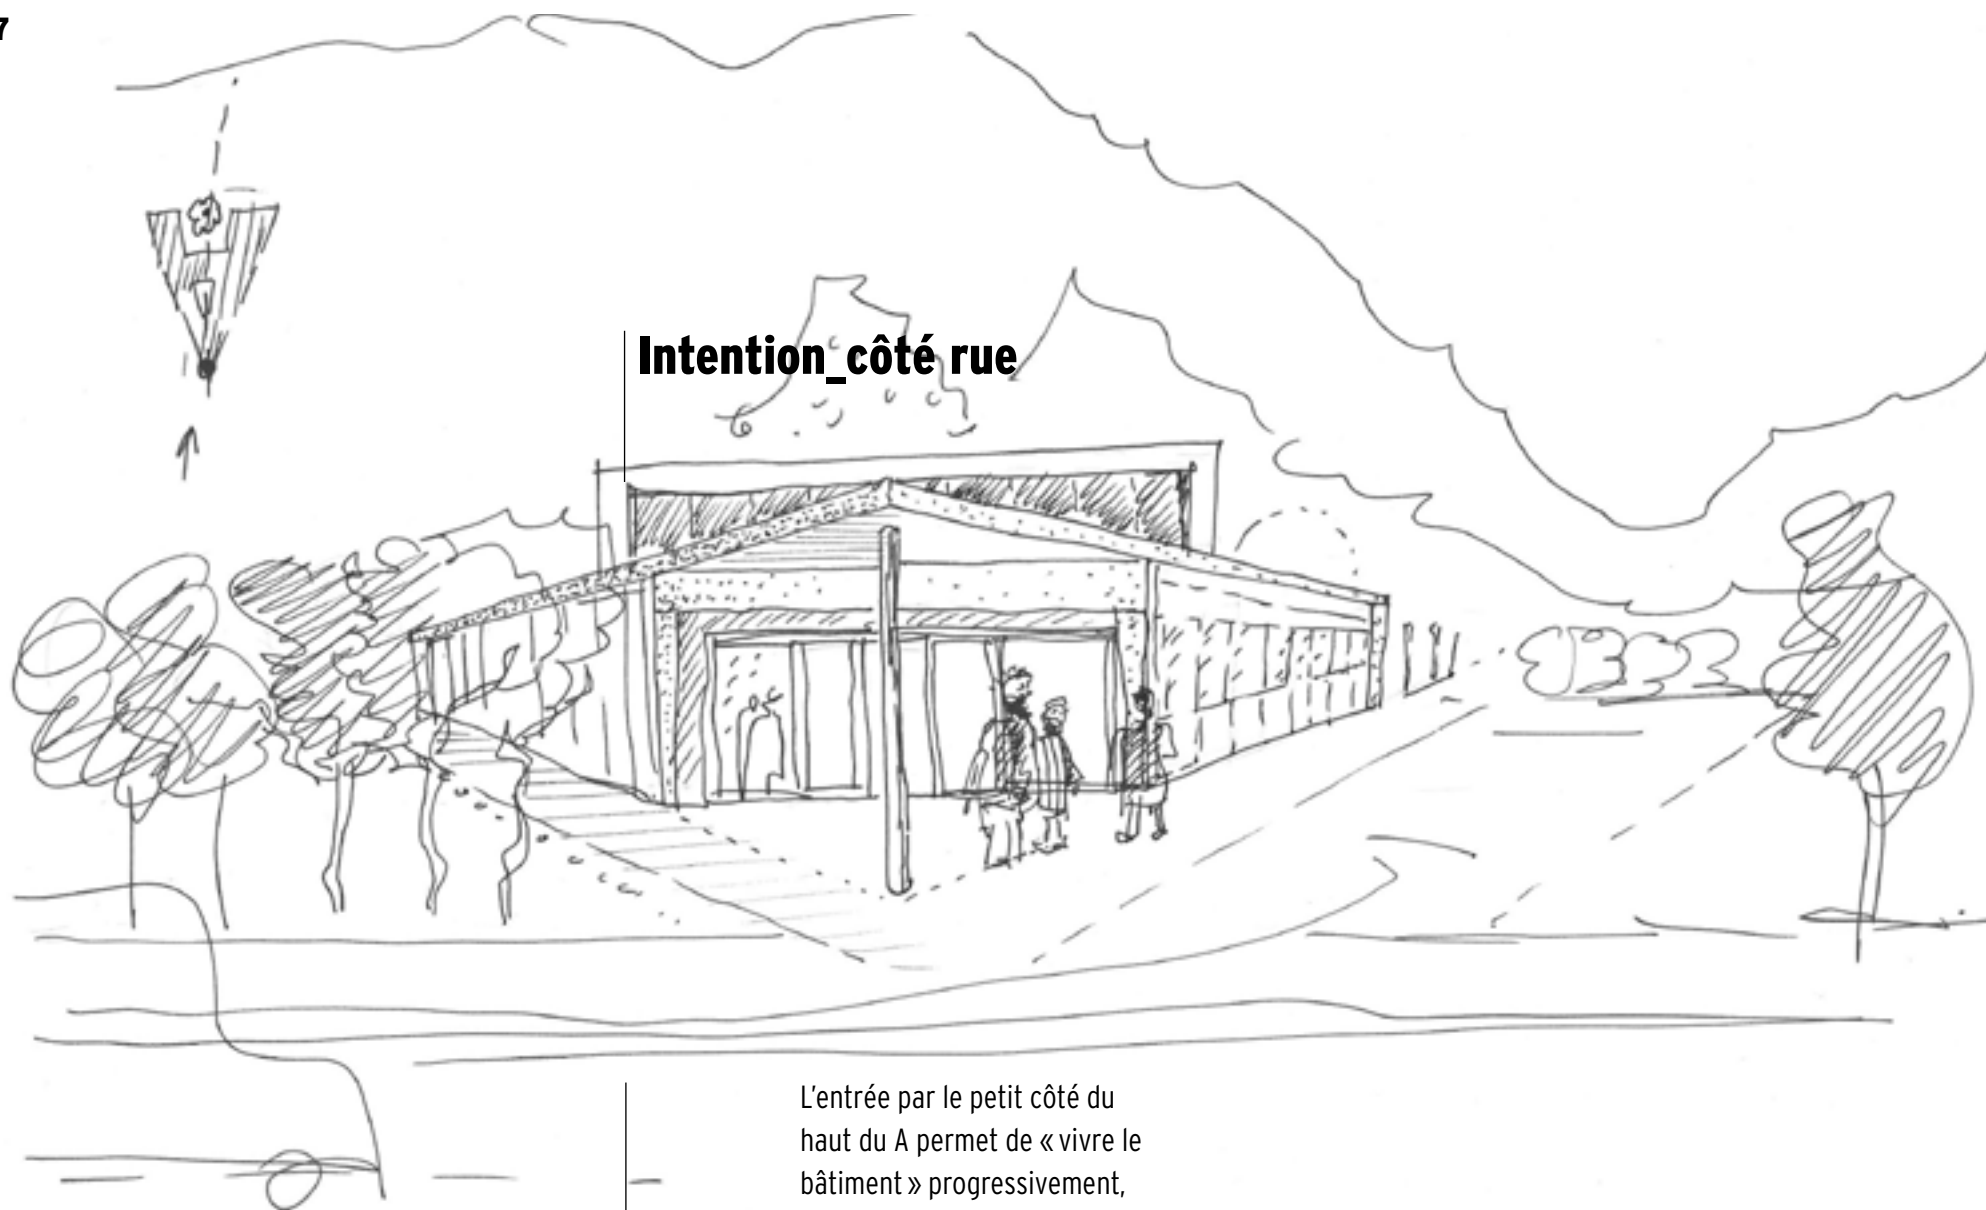 7
Intention_côté rue
L'entrée par le petit côté du
haut du A permet de « vivre le
bâtiment » progressivement,